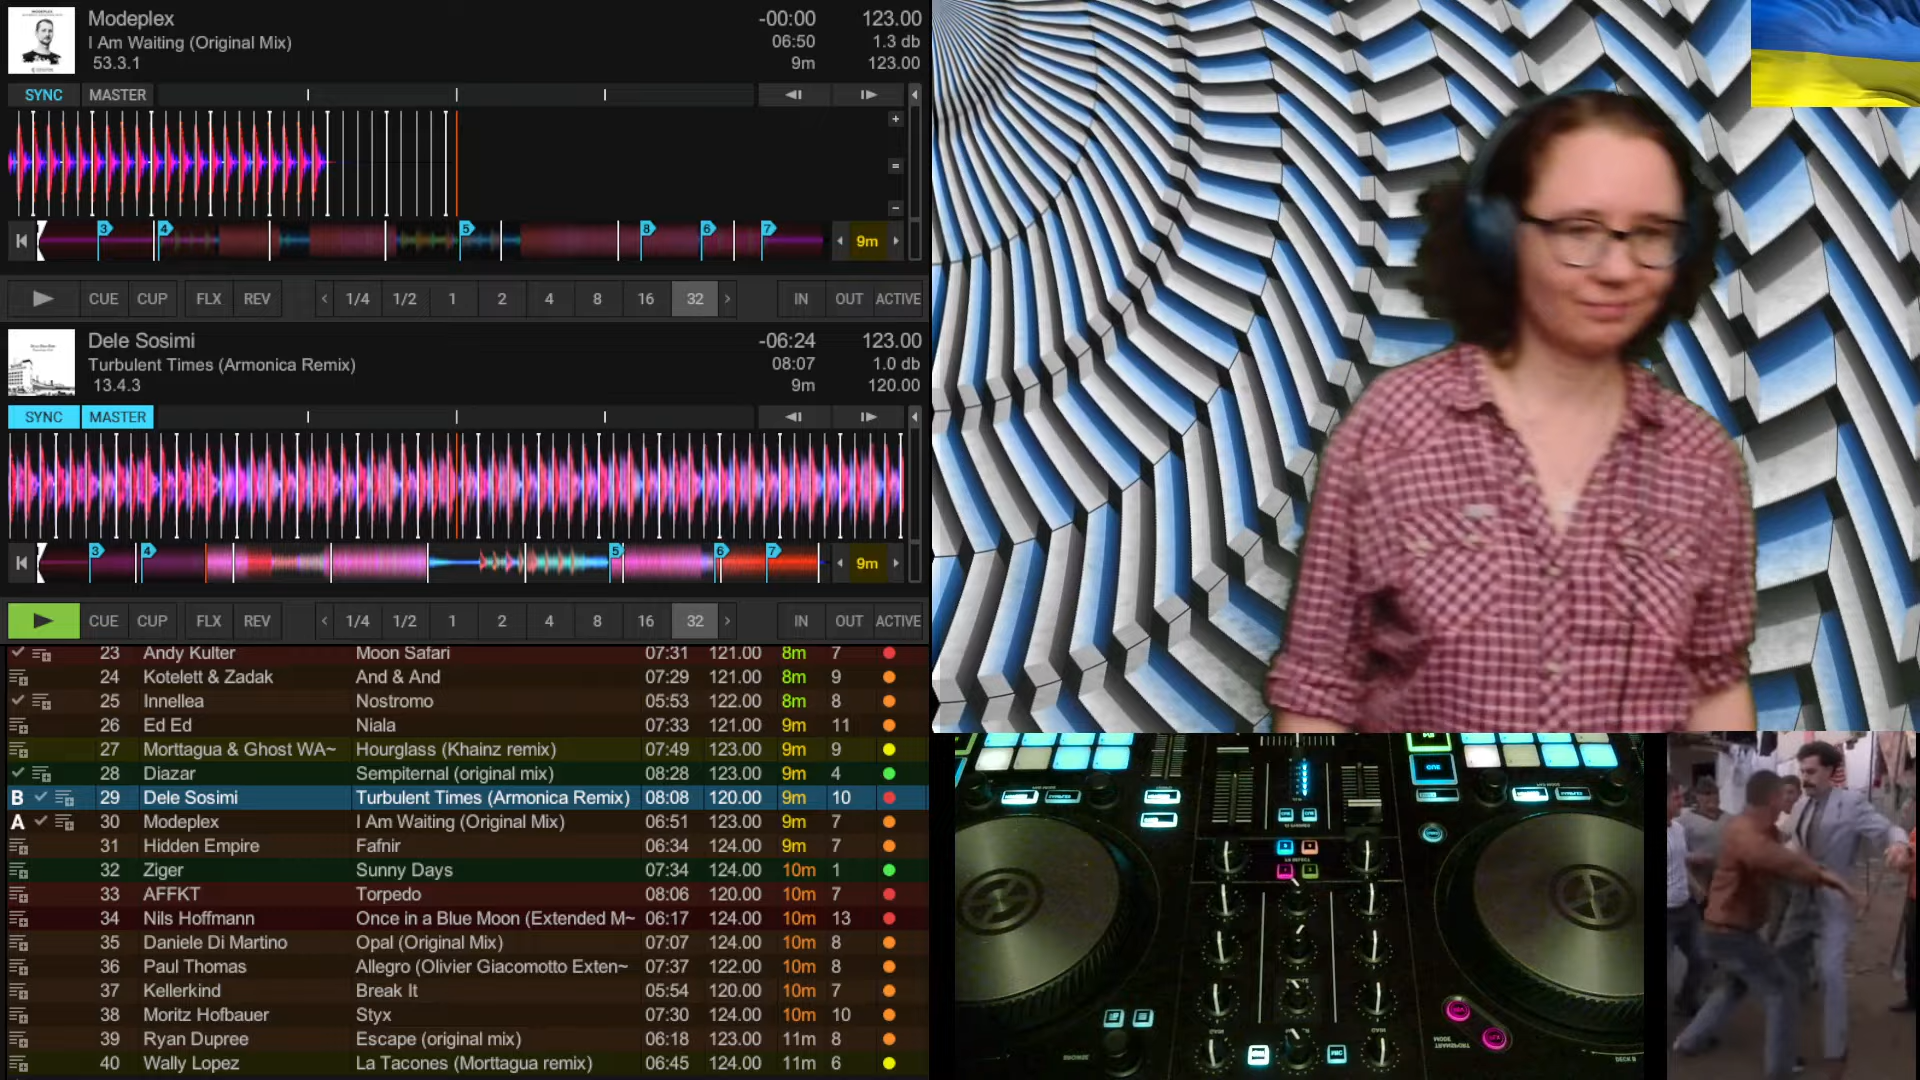 Modeplex -00:00 123.00
I Am Waiting (Original Mix) 06:50 1.3 db
53.3.1 9m 123.00
SYNC MASTER
3 4 5 8 6 7 9m
CUE CUP FLX REV 1/4 1/2 1 2 4 8 16 32 IN OUT ACTIVE
Dele Sosimi -06:24 123.00
Turbulent Times (Armonica Remix) 08:07 1.0 db
13.4.3 9m 120.00
SYNC MASTER
3 4 5 6 7 9m
CUE CUP FLX REV 1/4 1/2 1 2 4 8 16 32 IN OUT ACTIVE
23 Andy Kulter Moon Safari 07:31 121.00 8m 7
24 Kotelett & Zadak And & And 07:29 121.00 8m 9
25 Innellea Nostromo 05:53 122.00 8m 8
26 Ed Ed Niala 07:33 121.00 9m 11
27 Morttagua & Ghost WA~ Hourglass (Khainz remix) 07:49 123.00 9m 9
28 Diazar Sempiternal (original mix) 08:28 123.00 9m 4
B 29 Dele Sosimi Turbulent Times (Armonica Remix) 08:08 120.00 9m 10
A 30 Modeplex I Am Waiting (Original Mix) 06:51 123.00 9m 7
31 Hidden Empire Fafnir 06:34 124.00 9m 7
32 Ziger Sunny Days 07:34 124.00 10m 1
33 AFFKT Torpedo 08:06 120.00 10m 7
34 Nils Hoffmann Once in a Blue Moon (Extended M~ 06:17 124.00 10m 13
35 Daniele Di Martino Opal (Original Mix) 07:07 124.00 10m 8
36 Paul Thomas Allegro (Olivier Giacomotto Exten~ 07:37 122.00 10m 8
37 Kellerkind Break It 05:54 120.00 10m 7
38 Moritz Hofbauer Styx 07:30 124.00 10m 10
39 Ryan Dupree Escape (original mix) 06:18 123.00 11m 8
40 Wally Lopez La Tacones (Morttagua remix) 06:45 124.00 11m 6